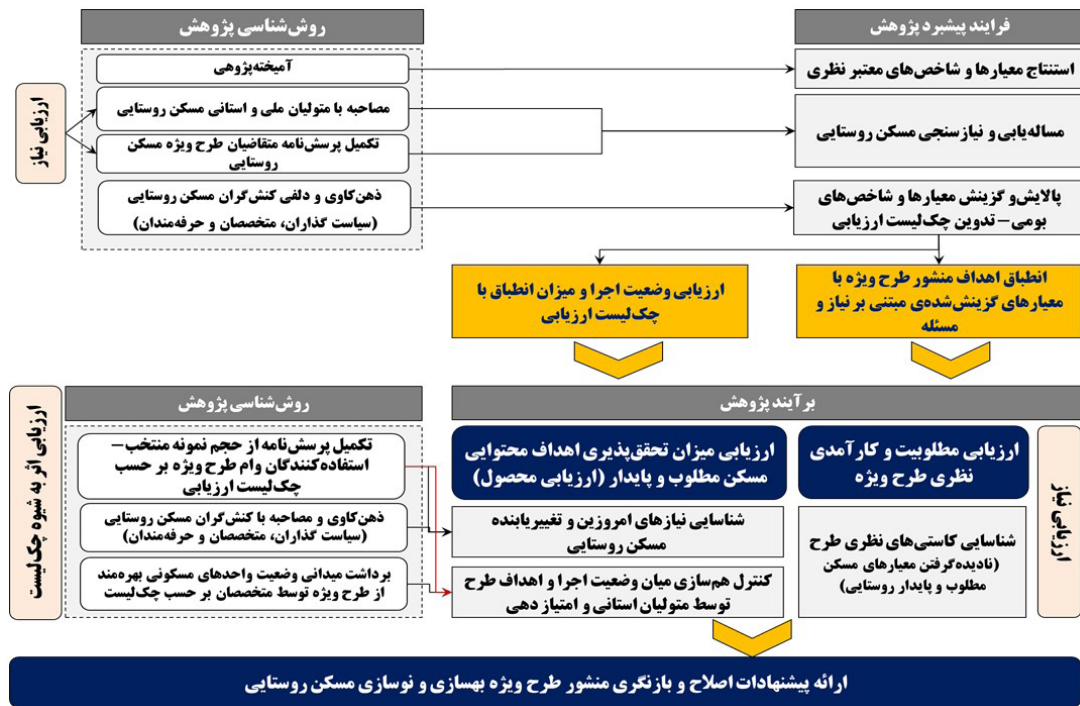 فرایند پیشبرد پژوهش
روش‌شناسی پژوهش
استنتاج معیارها و شاخص‌های معتبر نظری
آمیخته‌پژوهی
ارزیابی نیاز
مساله‌یابی و نیازسنجی مسکن روستایی
مصاحبه با متولیان ملی و استانی مسکن روستایی
تکمیل پرسش‌نامه متقاضیان طرح ویژه مسکن
روستایی
پالایش‌و گزینش معیارها و شاخص‌های
بومی – تدوین چک‌لیست ارزیابی
ذهن‌کاوی و دلفی کنش‌گران مسکن روستایی
(سیاست گذاران، متخصصان و حرفه‌مندان)
انطباق اهداف منشور طرح ویژه با
معیارهای گزینش‌شده‌ی مبتنی بر نیاز و
مسئله
ارزیابی وضعیت اجرا و میزان انطباق با
چک‌لیست ارزیابی
برآیند پژوهش
روش‌شناسی پژوهش
ارزیابی نیاز
ارزیابی مطلوبیت و کارآمدی
نظری طرح ویژه
ارزیابی میزان تحقق‌پذیری اهداف محتوایی
مسکن مطلوب و پایدار (ارزیابی محصول)
تکمیل پرسش‌نامه از حجم نمونه منتخب –
استفاده‌کنندگان وام طرح ویژه بر حسب
چک‌لیست ارزیابی
ارزیابی اثر به شیوه چک‌لیست
شناسایی کاستی‌های نظری طرح
(نادیده‌گرفتن معیارهای مسکن
مطلوب و پایدار روستایی)
شناسایی نیازهای امروزین و تغییریابنده
مسکن روستایی
ذهن‌کاوی و مصاحبه با کنش‌گران مسکن روستایی
(سیاست گذاران، متخصصان و حرفه‌مندان)
کنترل هم‌سازی میان وضعیت اجرا و اهداف طرح
توسط متولیان استانی و امتیاز دهی
برداشت میدانی وضعیت واحدهای مسکونی بهره‌مند
از طرح ویژه توسط متخصصان بر حسب چک‌لیست
ارائه پیشنهادات اصلاح و بازنگری منشور طرح ویژه بهسازی و نوسازی مسکن روستایی